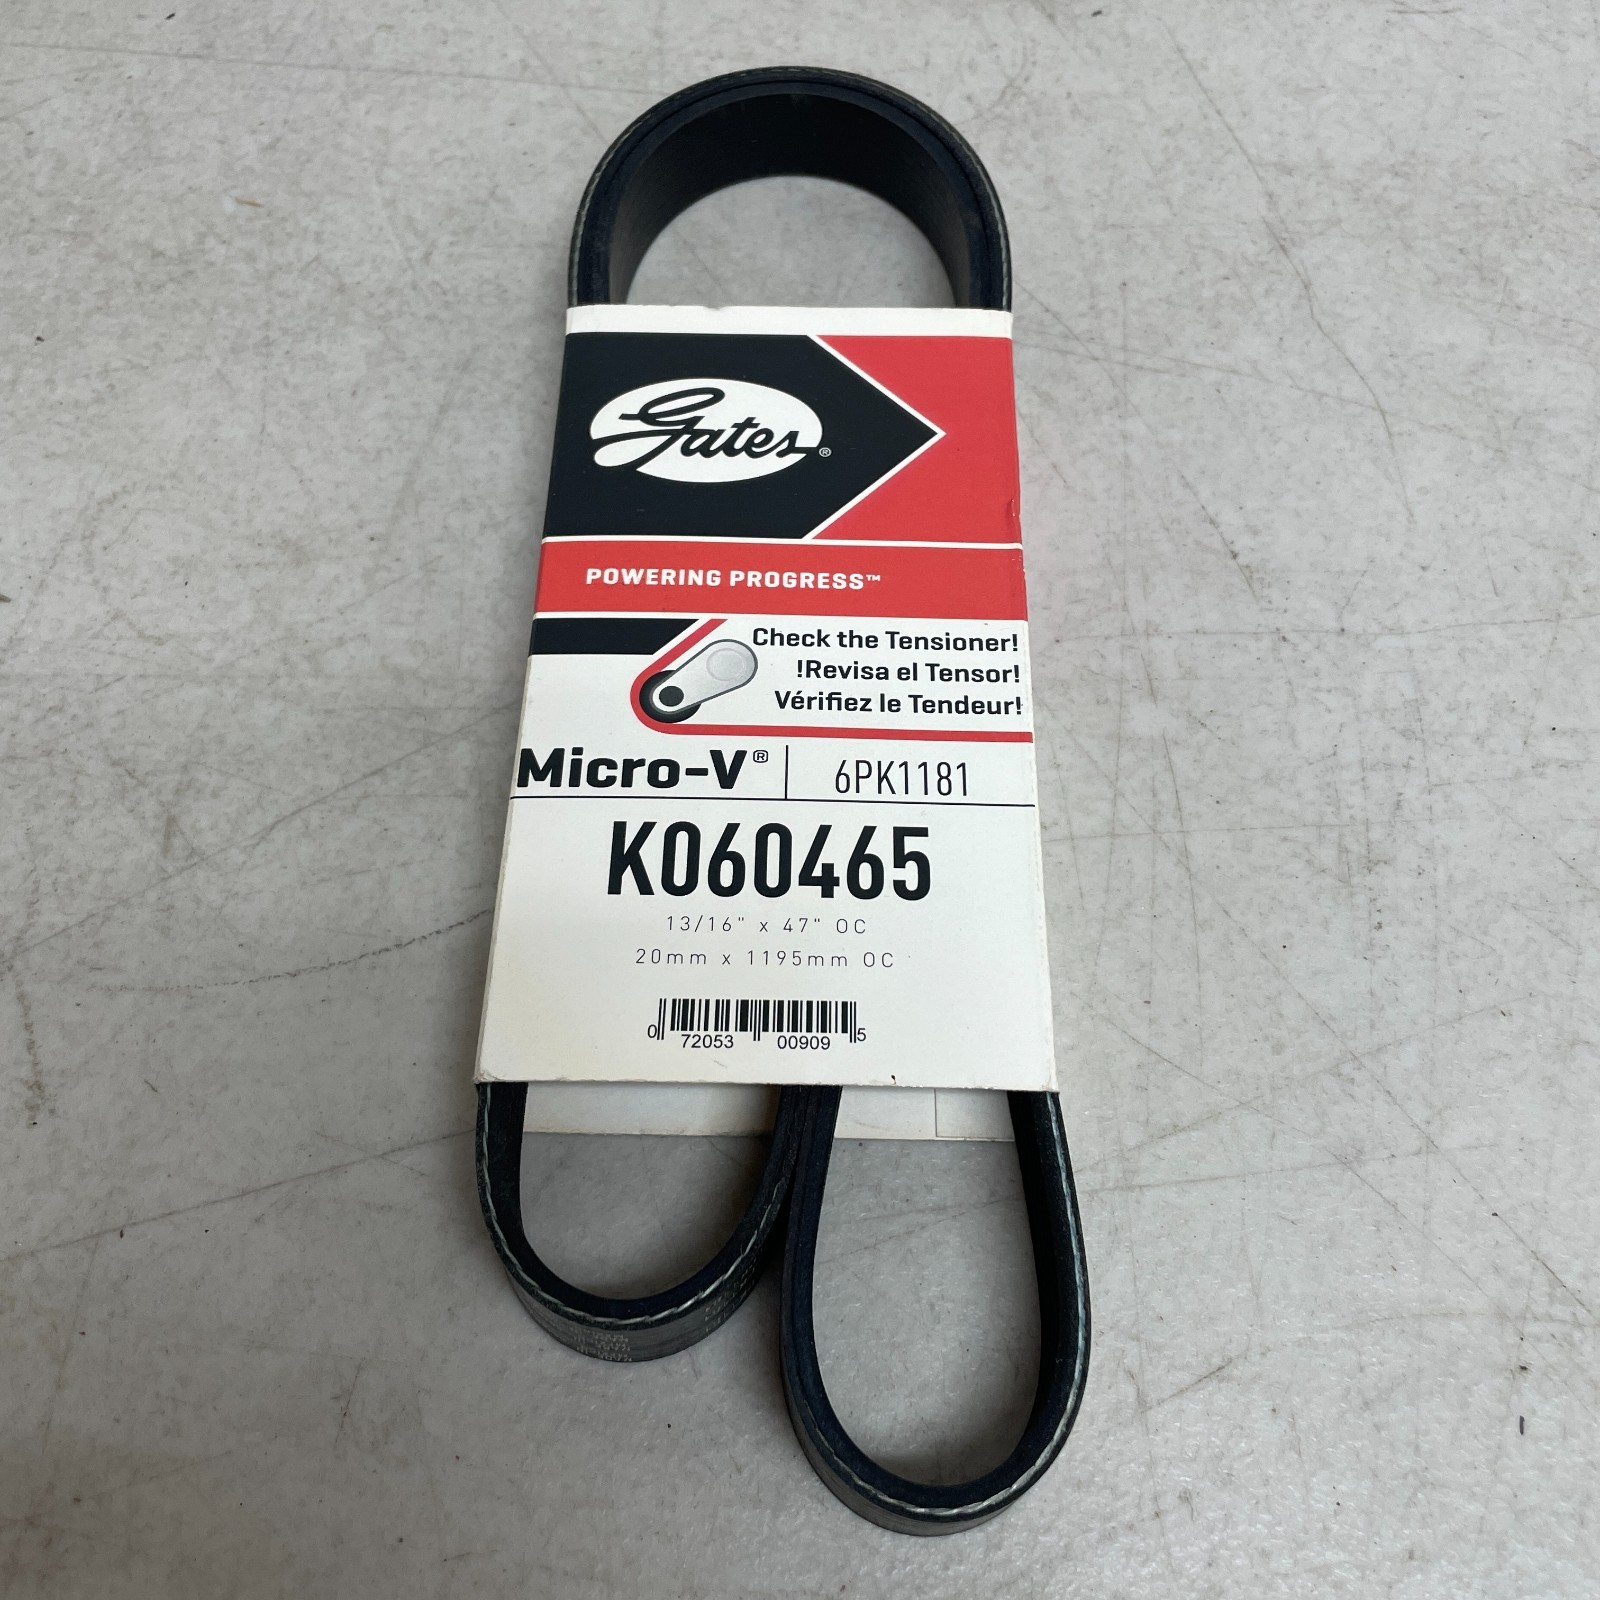 Gates®
POWERING PROGRESS™
Check the Tensioner!
!Revisa el Tensor!
Vérifiez le Tendeur!
Micro-V® 6PK1181
K060465
13/16" x 47" OC
20mm x 1195mm OC
0 72053 00909 5